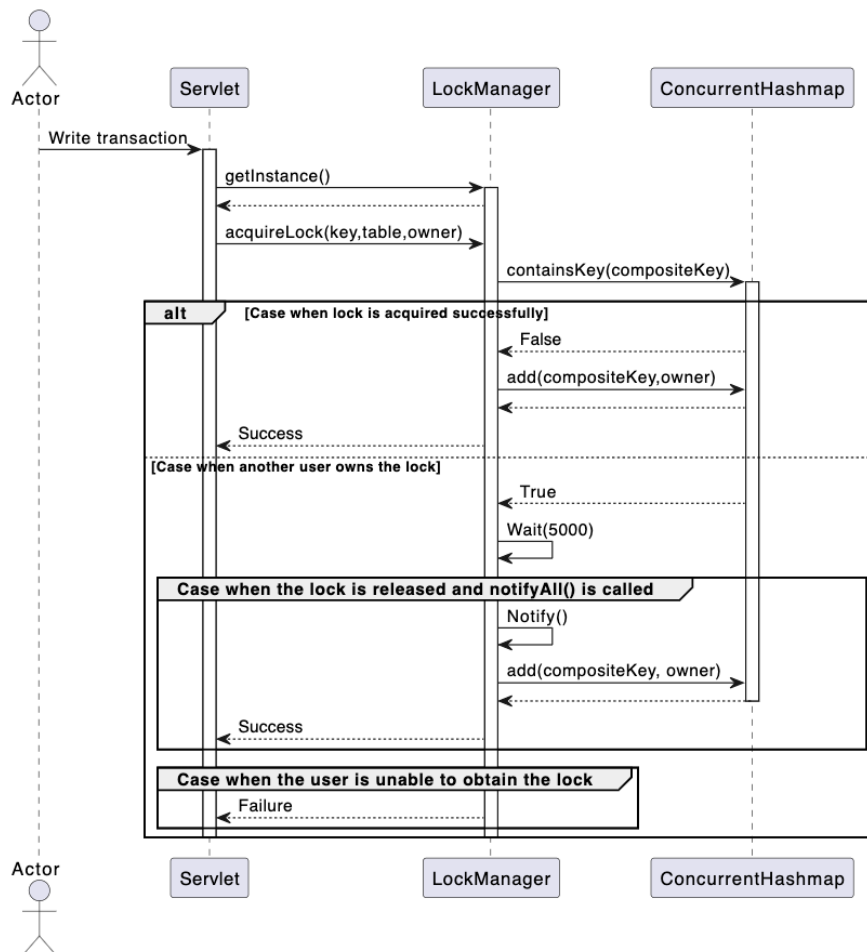 Actor
Servlet
LockManager
ConcurrentHashmap
Write transaction
getInstance()
acquireLock(key,table,owner)
containsKey(compositeKey)
alt
[Case when lock is acquired successfully]
False
add(compositeKey,owner)
Success
[Case when another user owns the lock]
True
Wait(5000)
Case when the lock is released and notifyAll() is called
Notify()
add(compositeKey, owner)
Success
Case when the user is unable to obtain the lock
Failure
Actor
Servlet
LockManager
ConcurrentHashmap